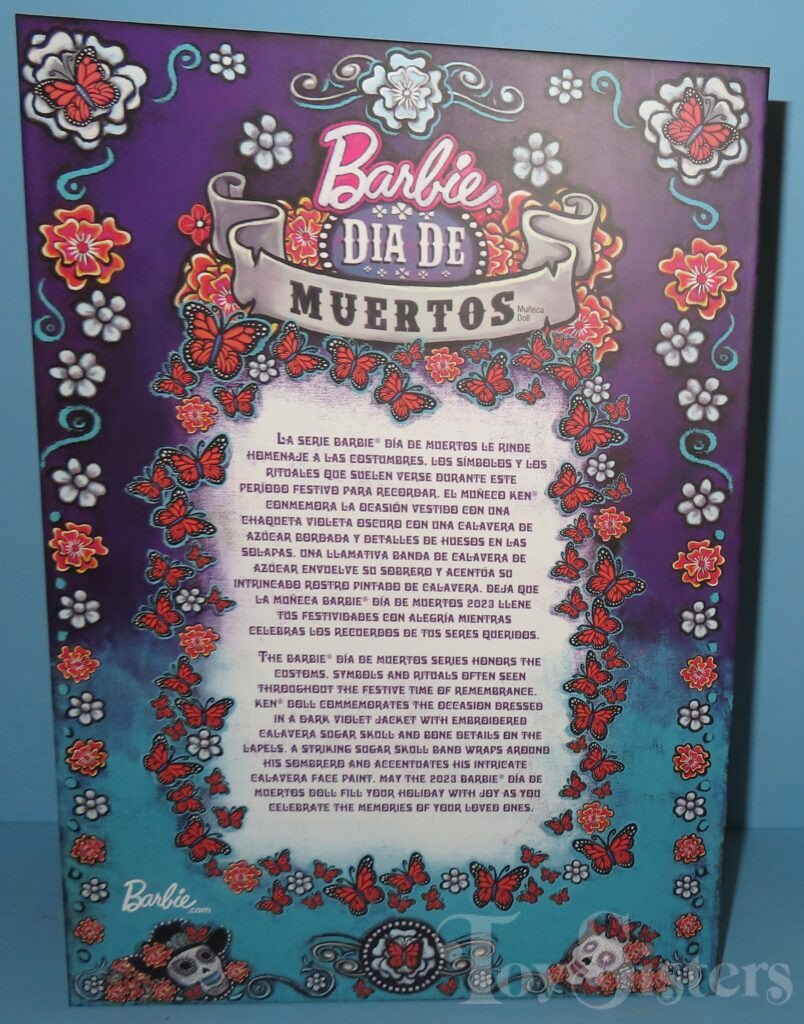 Barbie®
DIA DE
MUERTOS
Muñeca
Doll
LA SERIE BARBIE® DÍA DE MUERTOS LE RINDE
HOMENAJE A LAS COSTUMBRES, LOS SÍMBOLOS Y LOS
RITUALES QUE SUELEN VERSE DURANTE ESTE
PERÍODO FESTIVO PARA RECORDAR. EL MUÑECO KEN®
CONMEMORA LA OCASIÓN VESTIDO CON UNA
CHAQUETA VIOLETA OSCURO CON UNA CALAVERA DE
AZÚCAR BORDADA Y DETALLES DE HUESOS EN LAS
SOLAPAS. UNA LLAMATIVA BANDA DE CALAVERA DE
AZÚCAR ENVUELVE SU SOBRERO Y ACENTÚA SU
INTRINCADO ROSTRO PINTADO DE CALAVERA. DEJA QUE
LA MUÑECA BARBIE® DÍA DE MUERTOS 2023 LLENE
TUS FESTIVIDADES CON ALEGRÍA MIENTRAS
CELEBRAS LOS RECUERDOS DE TUS SERES QUERIDOS.
THE BARBIE® DÍA DE MUERTOS SERIES HONORS THE
CUSTOMS, SYMBOLS AND RITUALS OFTEN SEEN
THROUGHOUT THE FESTIVE TIME OF REMEMBRANCE.
KEN® DOLL COMMEMORATES THE OCCASION DRESSED
IN A DARK VIOLET JACKET WITH EMBROIDERED
CALAVERA SUGAR SKULL AND BONE DETAILS ON THE
LAPELS. A STRIKING SUGAR SKULL BAND WRAPS AROUND
HIS SOMBRERO AND ACCENTUATES HIS INTRICATE
CALAVERA FACE PAINT. MAY THE 2023 BARBIE® DÍA DE
MUERTOS DOLL FILL YOUR HOLIDAY WITH JOY AS YOU
CELEBRATE THE MEMORIES OF YOUR LOVED ONES.
Barbie.com
ToySisters